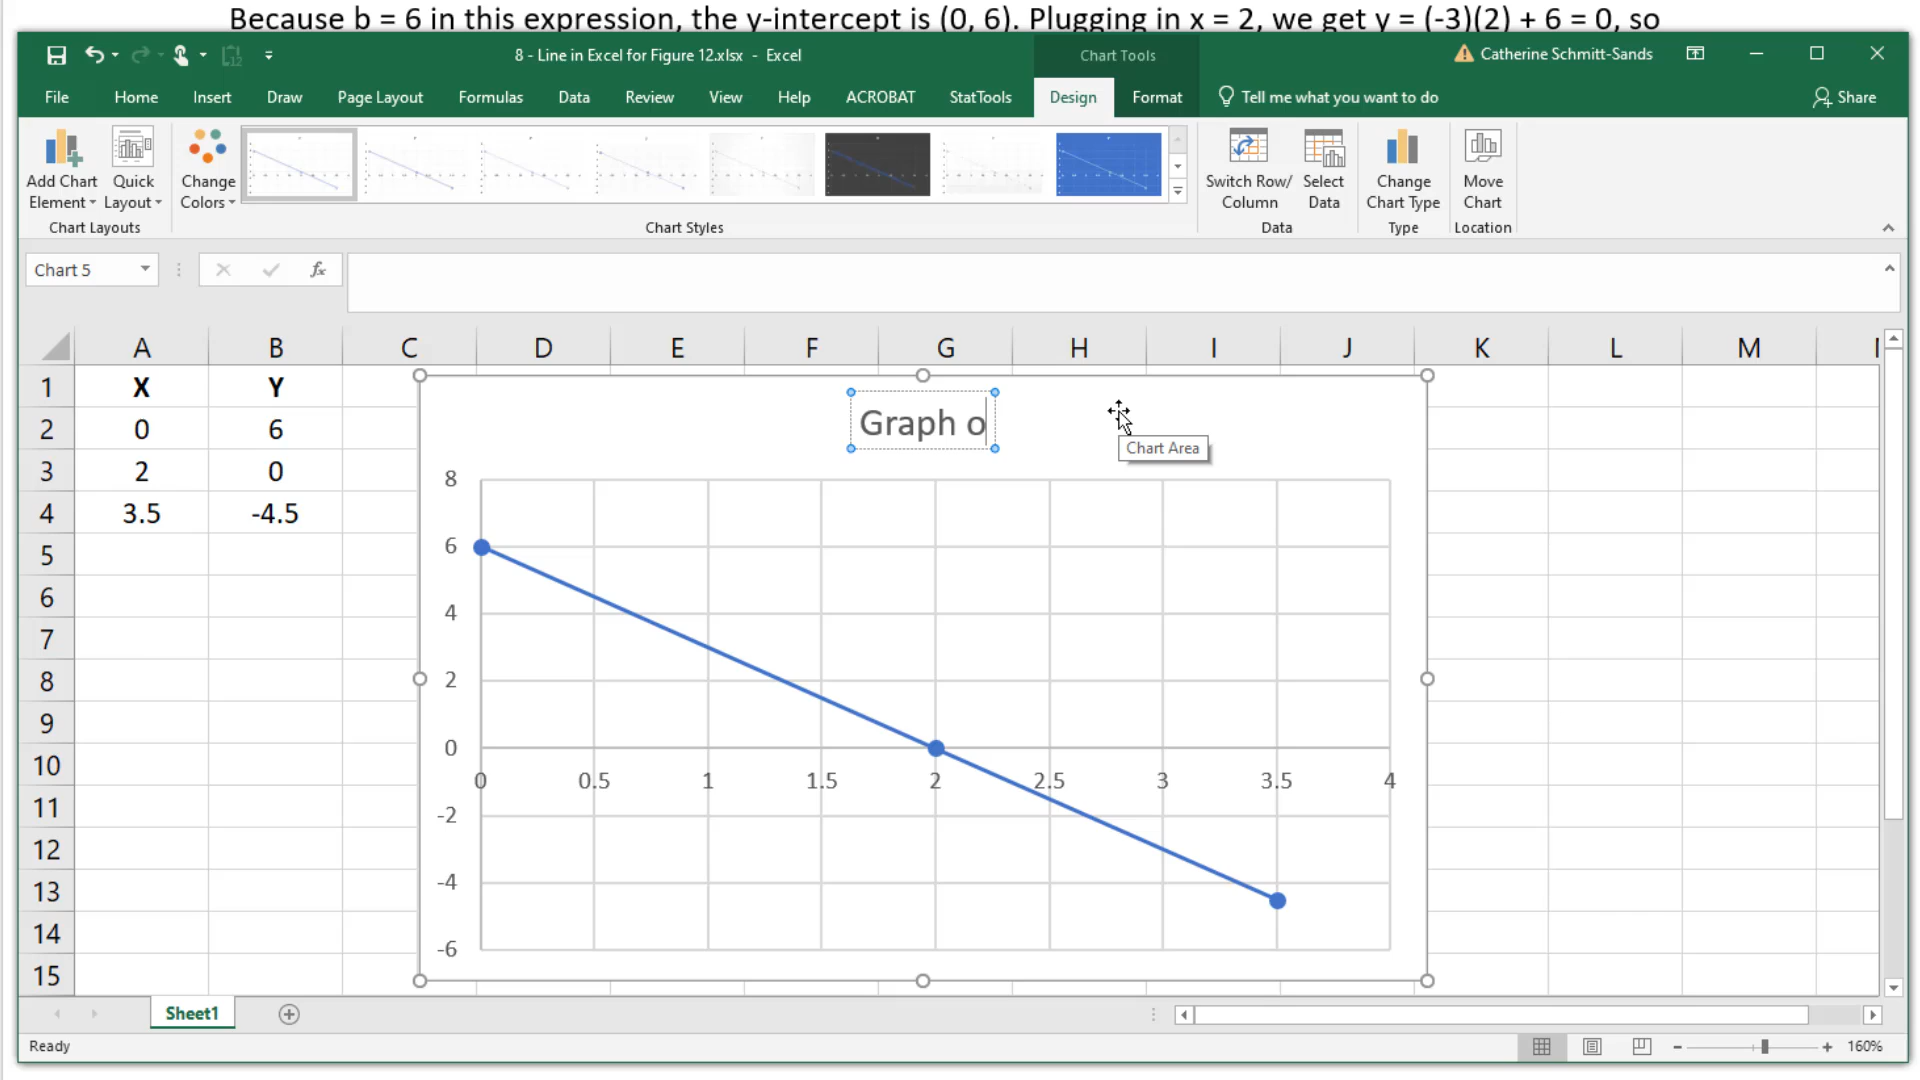 Because b = 6 in this expression, the y-intercept is (0, 6). Plugging in x = 2, we get y = (-3)(2) + 6 = 0, so
8 - Line in Excel for Figure 12.xlsx - Excel
Chart Tools
Catherine Schmitt-Sands
File Home Insert Draw Page Layout Formulas Data Review View Help ACROBAT StatTools Design Format Tell me what you want to do Share
Add Chart Element
Quick Layout
Change Colors
Switch Row/ Column
Select Data
Change Chart Type
Move Chart
Chart Layouts Chart Styles Data Type Location
Chart 5
fx
A B C D E F G H I J K L M
1 X Y
2 0 6
3 2 0
4 3.5 -4.5
5
6
7
8
9
10
11
12
13
14
15
Graph o
Chart Area
8
6
4
2
0
0 0.5 1 1.5 2 2.5 3 3.5 4
-2
-4
-6
Sheet1
Ready
160%